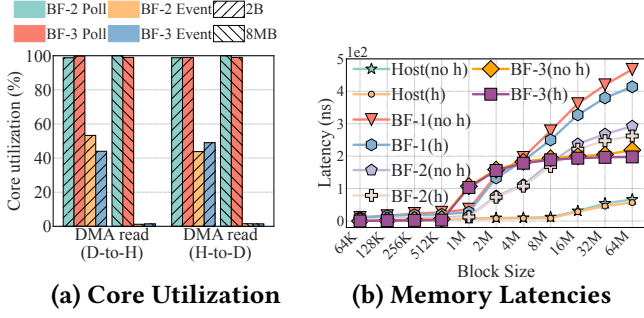 BF-2 Poll BF-2 Event 2B
BF-3 Poll BF-3 Event 8MB
Core utilization (%)
100
80
60
40
20
0
DMA read
(D-to-H)
DMA read
(H-to-D)
(a) Core Utilization
5 1e2
4
3
2
1
0
Latency (ns)
Host(no h)
Host(h)
BF-1(no h)
BF-1(h)
BF-2(no h)
BF-2(h)
BF-3(no h)
BF-3(h)
64K 128K 256K 512K 1M 2M 4M 8M 16M 32M 64M
Block Size
(b) Memory Latencies